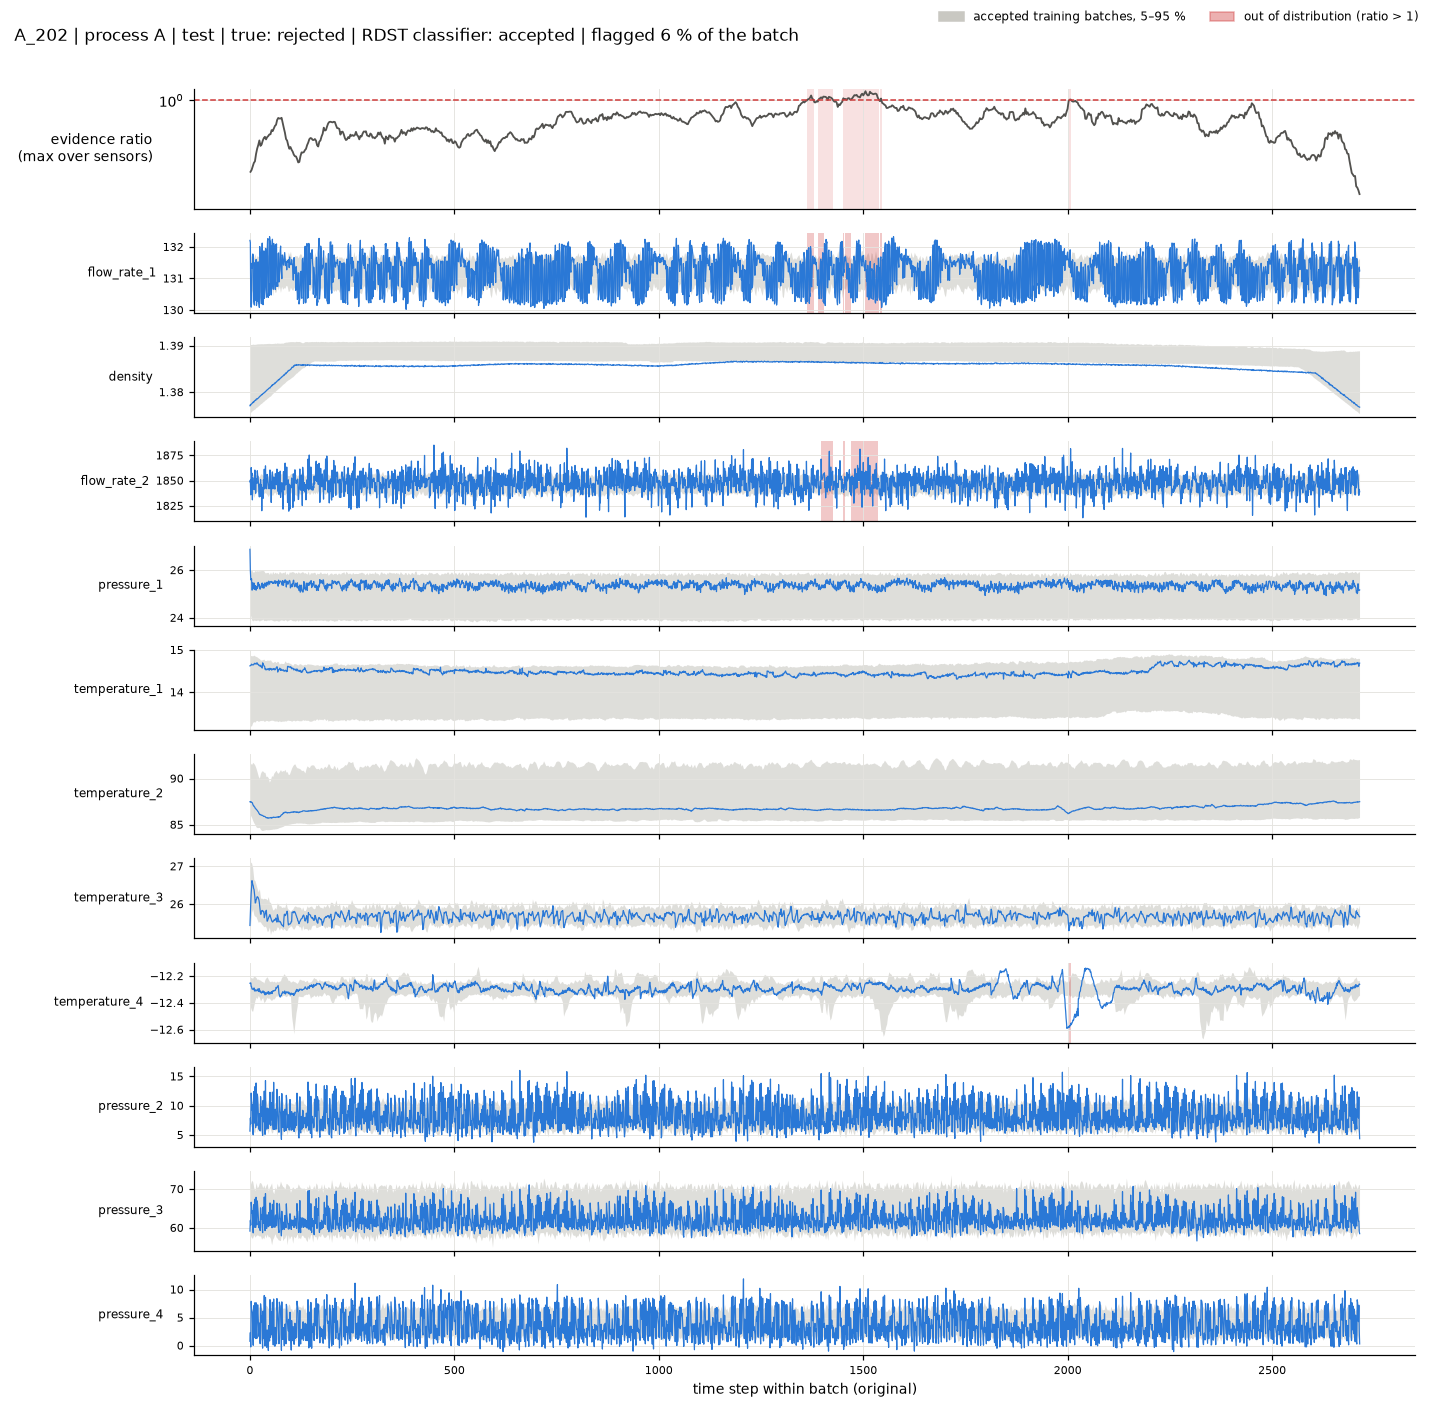 accepted training batches, 5–95 %
out of distribution (ratio > 1)
A_202 | process A | test | true: rejected | RDST classifier: accepted | flagged 6 % of the batch
10⁰
evidence ratio
(max over sensors)
132
131
130
flow_rate_1
1.39
1.38
density
1875
1850
1825
flow_rate_2
26
24
pressure_1
15
14
temperature_1
90
85
temperature_2
27
26
temperature_3
−12.2
−12.4
−12.6
temperature_4
15
10
5
pressure_2
70
60
pressure_3
10
5
0
pressure_4
0
500
1000
1500
2000
2500
time step within batch (original)